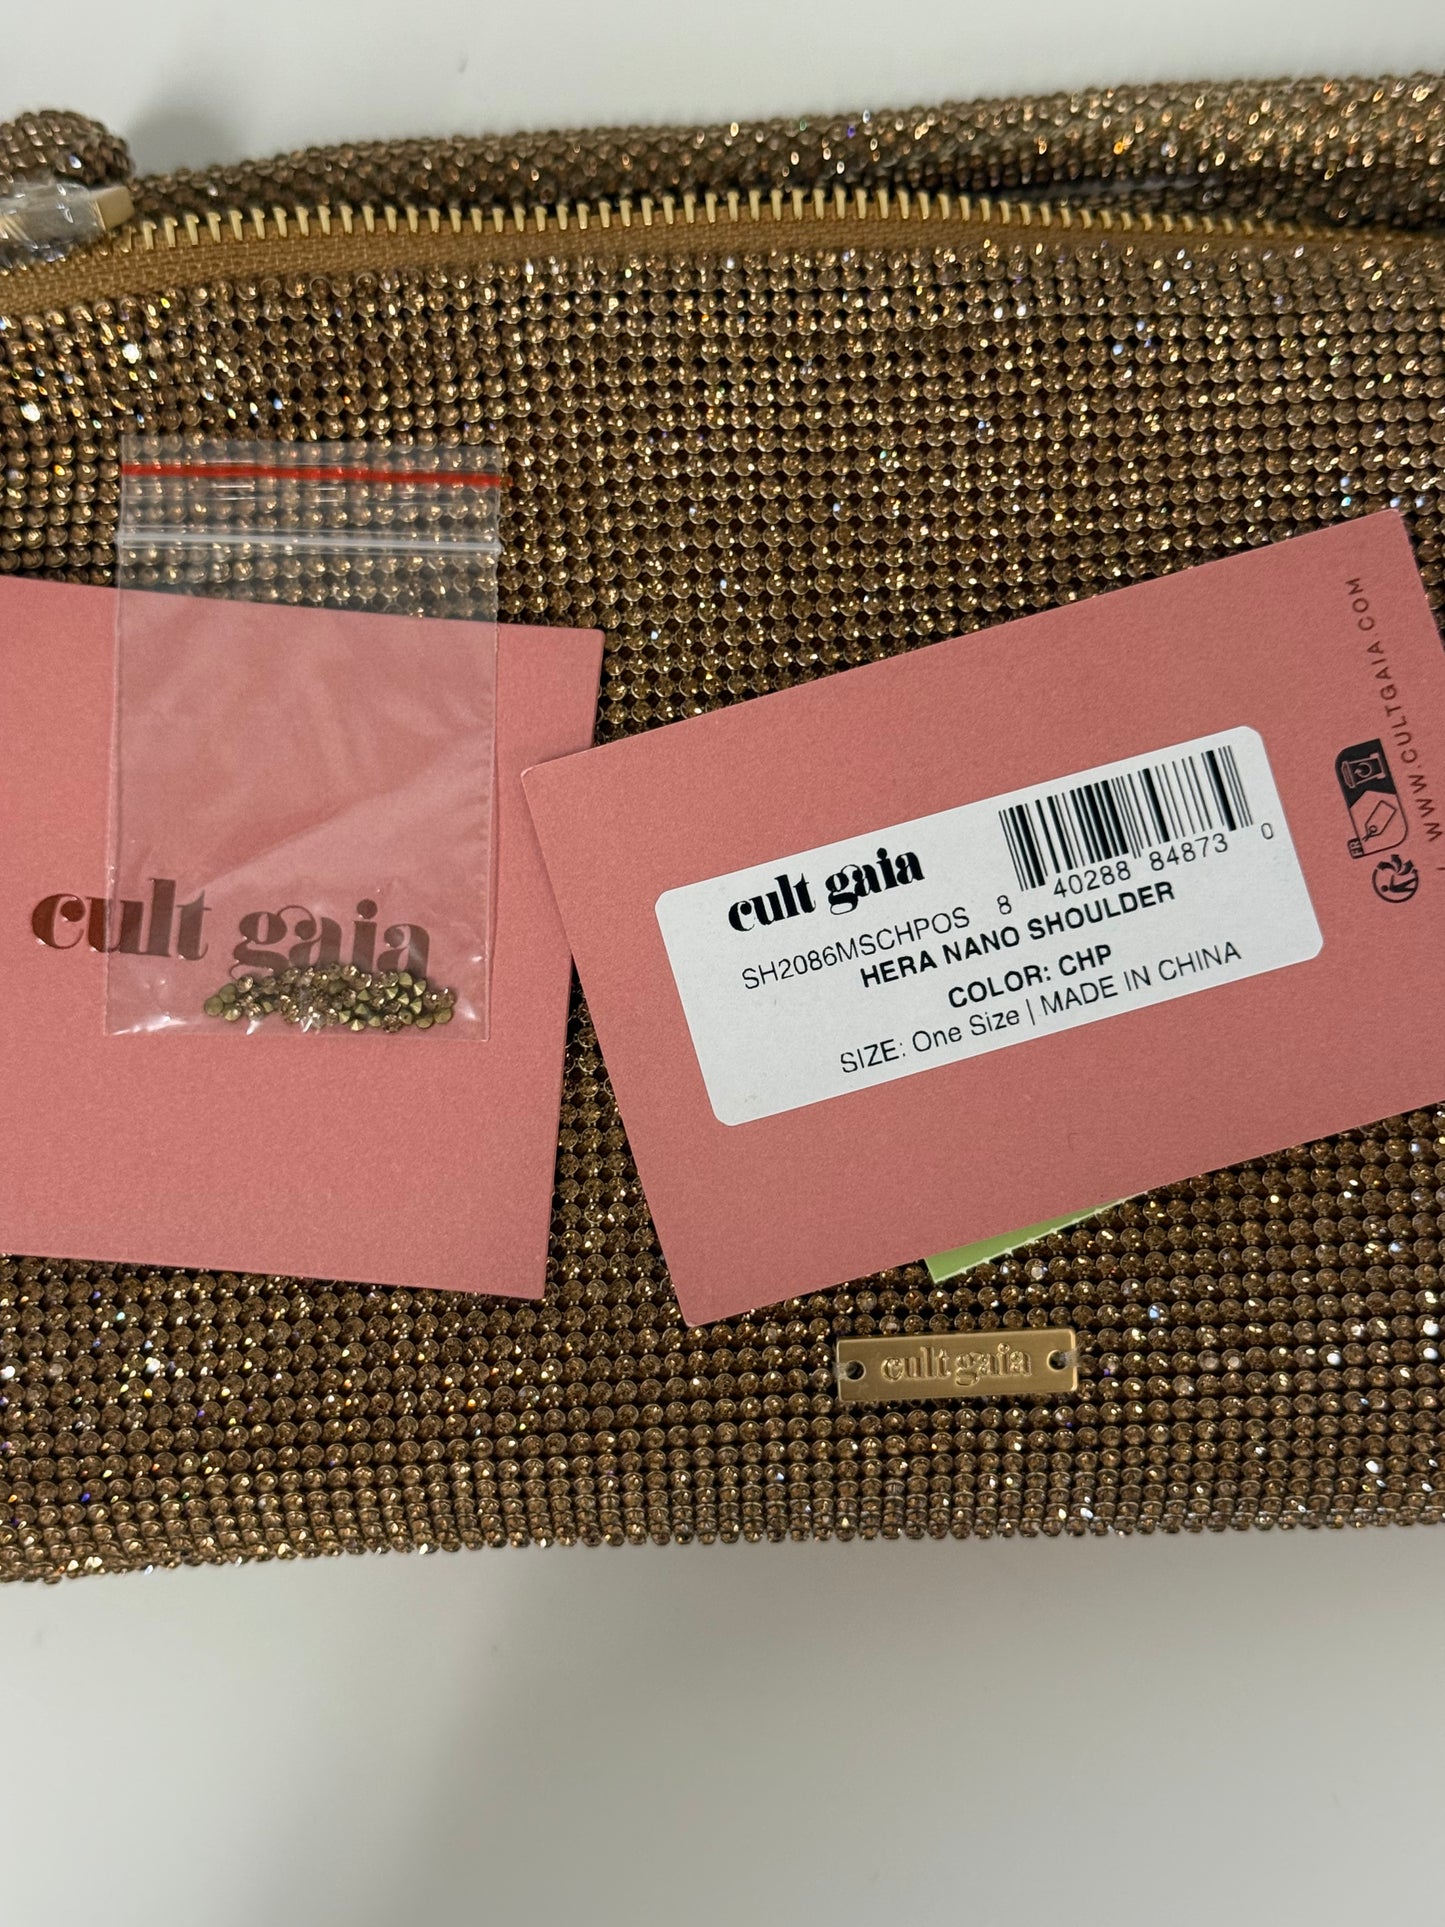 cult gaia
WWW.CULTGAIA.COM
FR
cult gaia
8 40288 84873 0
SH2086MSCHPOS
HERA NANO SHOULDER
COLOR: CHP
SIZE: One Size | MADE IN CHINA
cult gaia